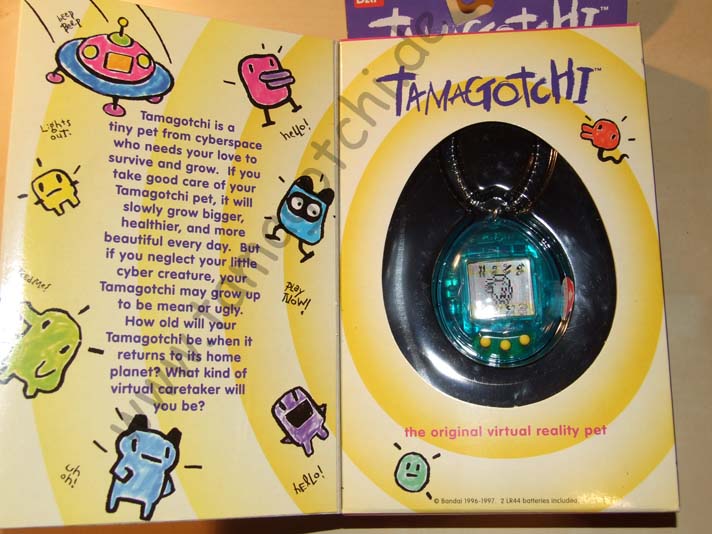 beep
beep
Lights
out!
hello!
Tamagotchi is a
tiny pet from cyberspace
who needs your love to
survive and grow. If you
take good care of your
Tamagotchi pet, it will
slowly grow bigger,
healthier, and more
beautiful every day. But
if you neglect your little
cyber creature, your
Tamagotchi may grow up
to be mean or ugly.
How old will your
Tamagotchi be when it
returns to its home
planet? What kind of
virtual caretaker will
you be?
PLAY
NOW!
uh
oh!
HELLO!
TAMAGOTCHI™
TAMAGOTCHI™
the original virtual reality pet
© Bandai 1996-1997. 2 LR44 batteries included.